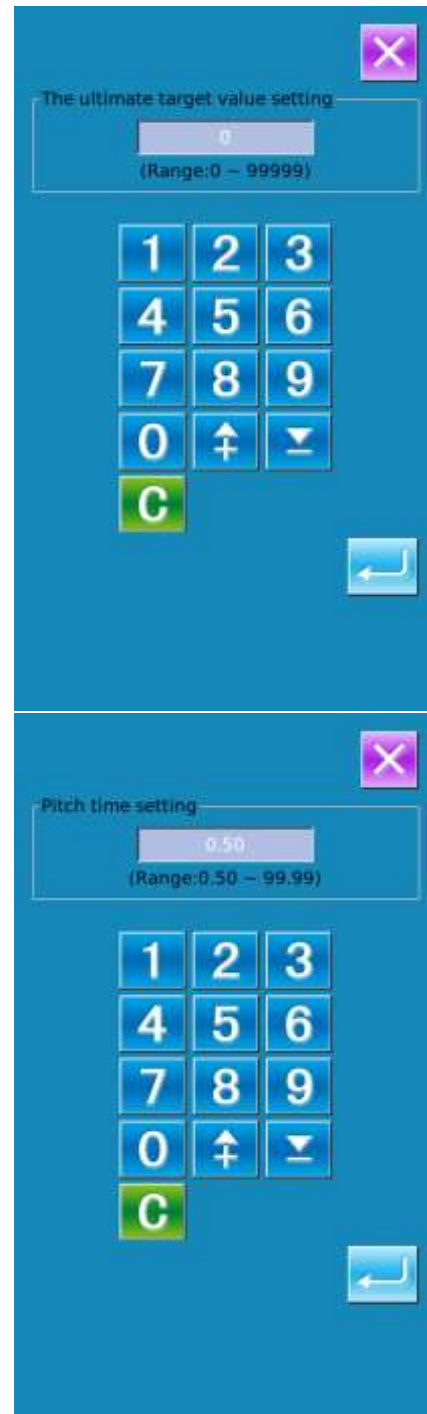 The ultimate target value setting
0
(Range:0 ~ 99999)
1 2 3
4 5 6
7 8 9
0
C
Pitch time setting
0.50
(Range:0.50 ~ 99.99)
1 2 3
4 5 6
7 8 9
0
C